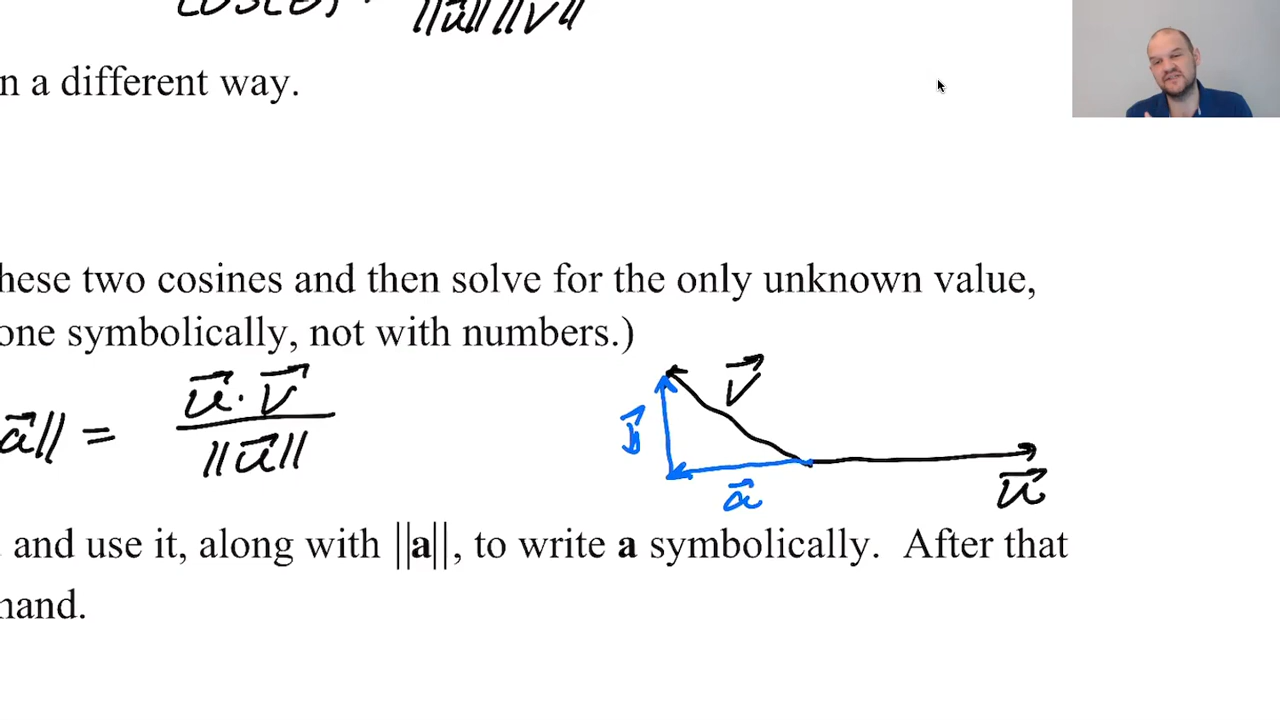 ‖u⃗‖ ‖v⃗‖
n a different way.
hese two cosines and then solve for the only unknown value,
one symbolically, not with numbers.)
a⃗‖ = u⃗ · v⃗ / ‖u⃗‖
v⃗
b⃗
a⃗
u⃗
and use it, along with ||a||, to write a symbolically. After that
hand.